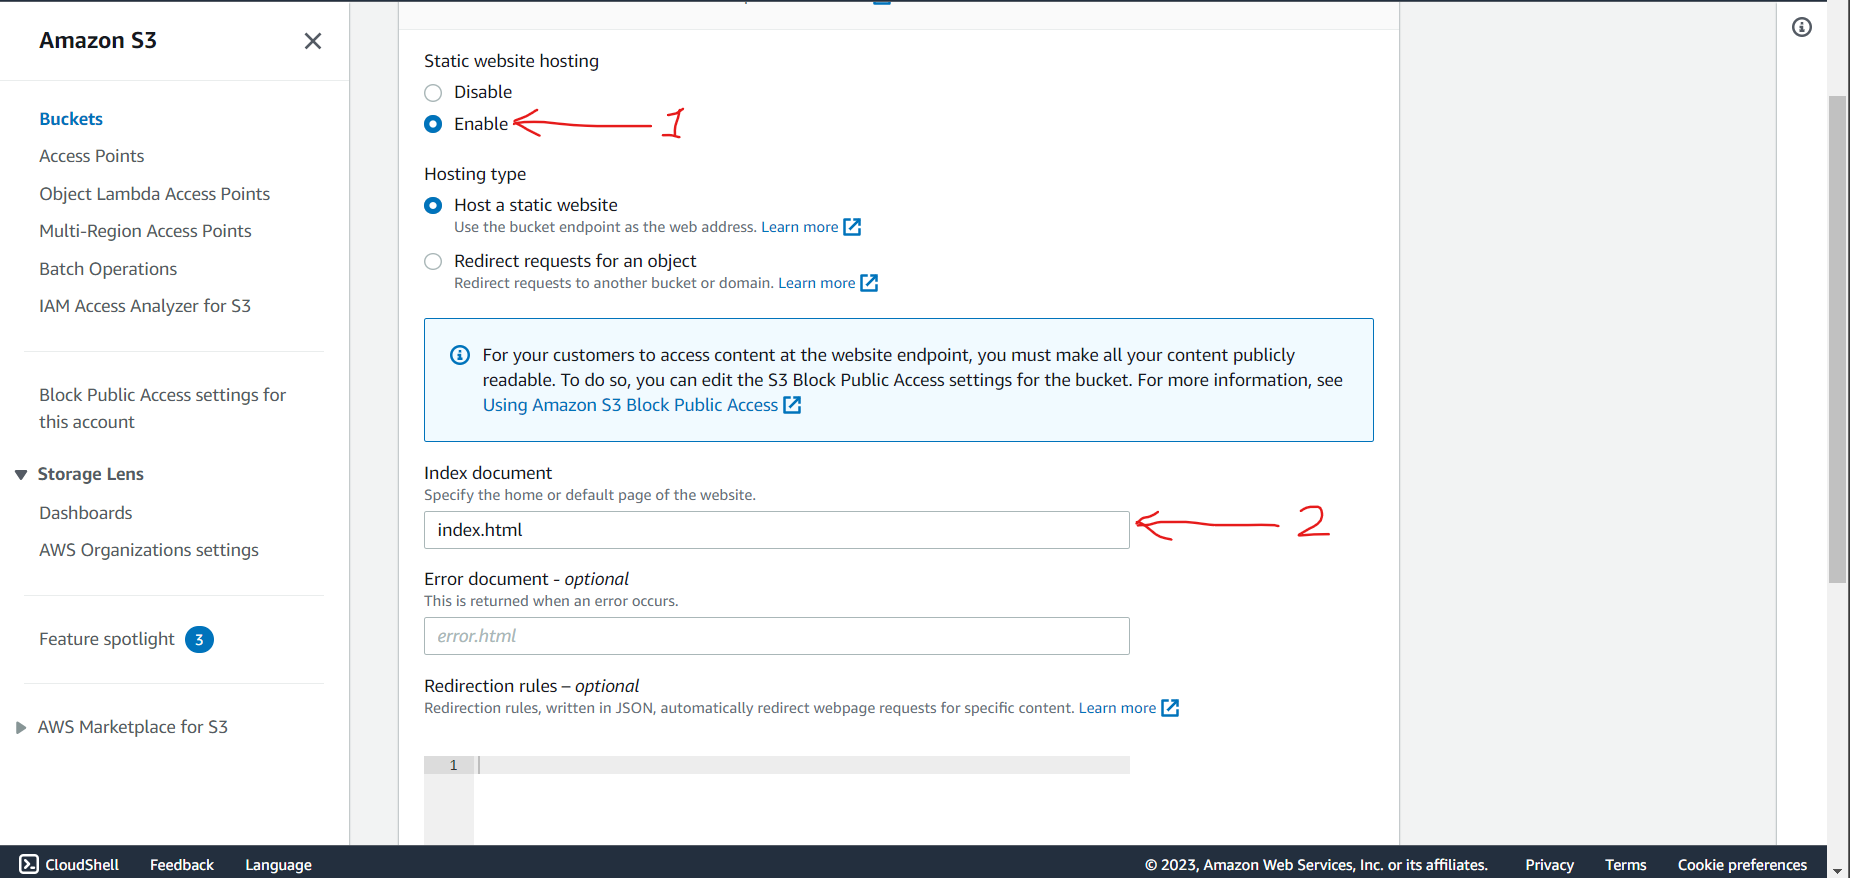 Amazon S3
Buckets
Access Points
Object Lambda Access Points
Multi-Region Access Points
Batch Operations
IAM Access Analyzer for S3
Block Public Access settings for
this account
Storage Lens
Dashboards
AWS Organizations settings
Feature spotlight 3
AWS Marketplace for S3
Static website hosting
Disable
Enable 1
Hosting type
Host a static website
Use the bucket endpoint as the web address. Learn more
Redirect requests for an object
Redirect requests to another bucket or domain. Learn more
For your customers to access content at the website endpoint, you must make all your content publicly
readable. To do so, you can edit the S3 Block Public Access settings for the bucket. For more information, see
Using Amazon S3 Block Public Access
Index document
Specify the home or default page of the website.
index.html 2
Error document - optional
This is returned when an error occurs.
error.html
Redirection rules – optional
Redirection rules, written in JSON, automatically redirect webpage requests for specific content. Learn more
1
CloudShell Feedback Language © 2023, Amazon Web Services, Inc. or its affiliates. Privacy Terms Cookie preferences